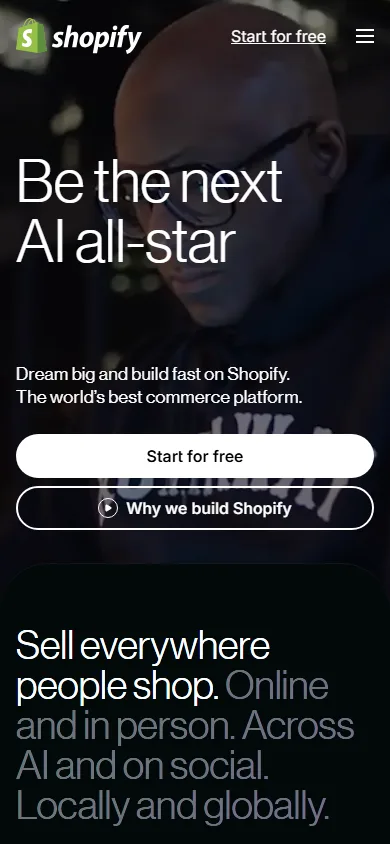 shopify
Start for free
Be the next
AI all-star
Dream big and build fast on Shopify.
The world's best commerce platform.
Start for free
Why we build Shopify
Sell everywhere
people shop. Online
and in person. Across
AI and on social.
Locally and globally.